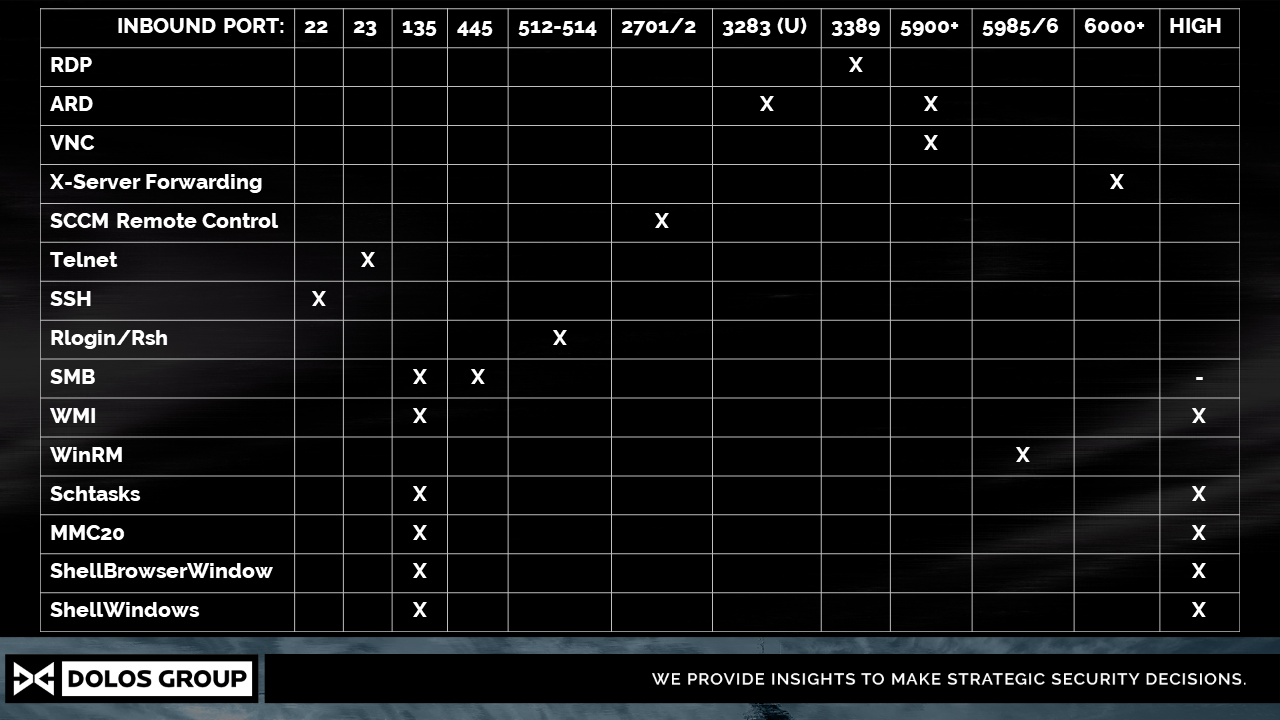 INBOUND PORT: 22 23 135 445 512-514 2701/2 3283 (U) 3389 5900+ 5985/6 6000+ HIGH
RDP X
ARD X X
VNC X
X-Server Forwarding X
SCCM Remote Control X
Telnet X
SSH X
Rlogin/Rsh X
SMB X X -
WMI X X
WinRM X
Schtasks X X
MMC20 X X
ShellBrowserWindow X X
ShellWindows X X
DOLOS GROUP
WE PROVIDE INSIGHTS TO MAKE STRATEGIC SECURITY DECISIONS.